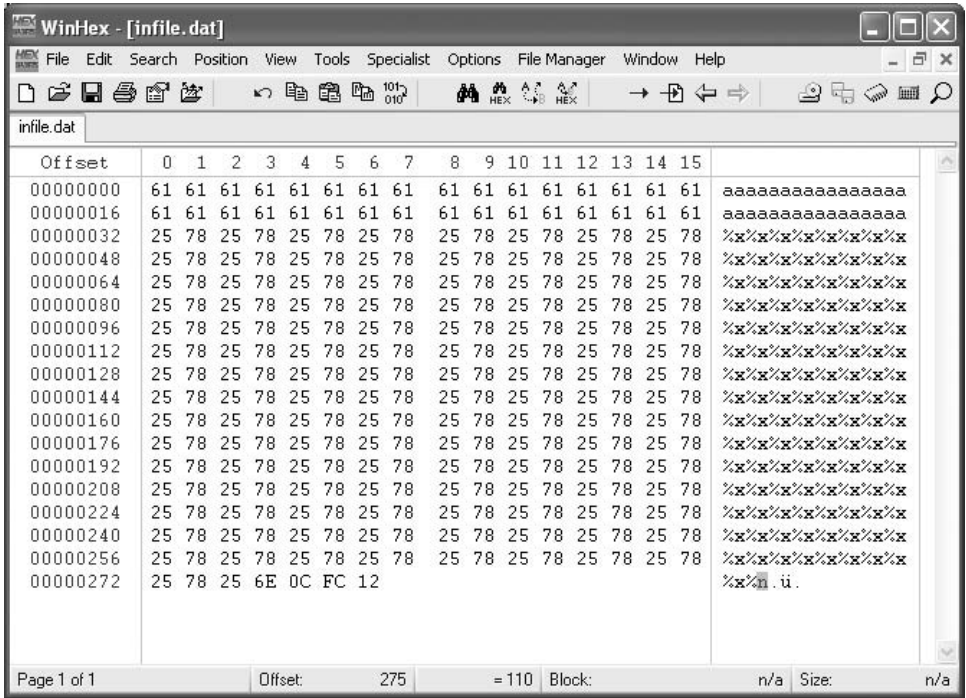 WinHex - [infile.dat]
File Edit Search Position View Tools Specialist Options File Manager Window Help
infile.dat
Offset 0 1 2 3 4 5 6 7 8 9 10 11 12 13 14 15
00000000 61 61 61 61 61 61 61 61 61 61 61 61 61 61 61 61 aaaaaaaaaaaaaaaa
00000016 61 61 61 61 61 61 61 61 61 61 61 61 61 61 61 61 aaaaaaaaaaaaaaaa
00000032 25 78 25 78 25 78 25 78 25 78 25 78 25 78 25 78 %x%x%x%x%x%x%x%x
00000048 25 78 25 78 25 78 25 78 25 78 25 78 25 78 25 78 %x%x%x%x%x%x%x%x
00000064 25 78 25 78 25 78 25 78 25 78 25 78 25 78 25 78 %x%x%x%x%x%x%x%x
00000080 25 78 25 78 25 78 25 78 25 78 25 78 25 78 25 78 %x%x%x%x%x%x%x%x
00000096 25 78 25 78 25 78 25 78 25 78 25 78 25 78 25 78 %x%x%x%x%x%x%x%x
00000112 25 78 25 78 25 78 25 78 25 78 25 78 25 78 25 78 %x%x%x%x%x%x%x%x
00000128 25 78 25 78 25 78 25 78 25 78 25 78 25 78 25 78 %x%x%x%x%x%x%x%x
00000144 25 78 25 78 25 78 25 78 25 78 25 78 25 78 25 78 %x%x%x%x%x%x%x%x
00000160 25 78 25 78 25 78 25 78 25 78 25 78 25 78 25 78 %x%x%x%x%x%x%x%x
00000176 25 78 25 78 25 78 25 78 25 78 25 78 25 78 25 78 %x%x%x%x%x%x%x%x
00000192 25 78 25 78 25 78 25 78 25 78 25 78 25 78 25 78 %x%x%x%x%x%x%x%x
00000208 25 78 25 78 25 78 25 78 25 78 25 78 25 78 25 78 %x%x%x%x%x%x%x%x
00000224 25 78 25 78 25 78 25 78 25 78 25 78 25 78 25 78 %x%x%x%x%x%x%x%x
00000240 25 78 25 78 25 78 25 78 25 78 25 78 25 78 25 78 %x%x%x%x%x%x%x%x
00000256 25 78 25 78 25 78 25 78 25 78 25 78 25 78 25 78 %x%x%x%x%x%x%x%x
00000272 25 78 25 6E 0C FC 12 %x%n.ü.
Page 1 of 1 Offset: 275 = 110 Block: n/a Size: n/a